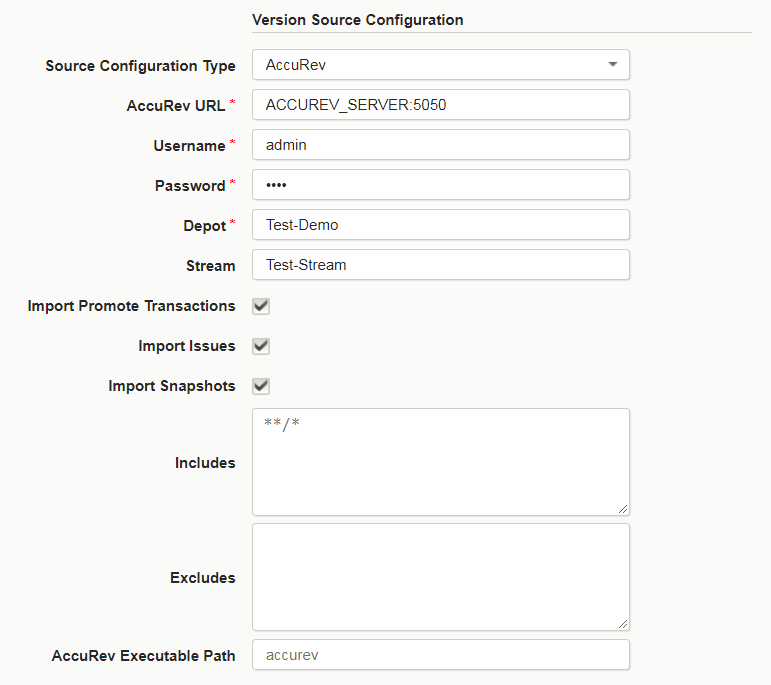 Version Source Configuration
Source Configuration Type AccuRev
AccuRev URL * ACCUREV_SERVER:5050
Username * admin
Password * ••••
Depot * Test-Demo
Stream Test-Stream
Import Promote Transactions
Import Issues
Import Snapshots
**/*
Includes
Excludes
AccuRev Executable Path accurev